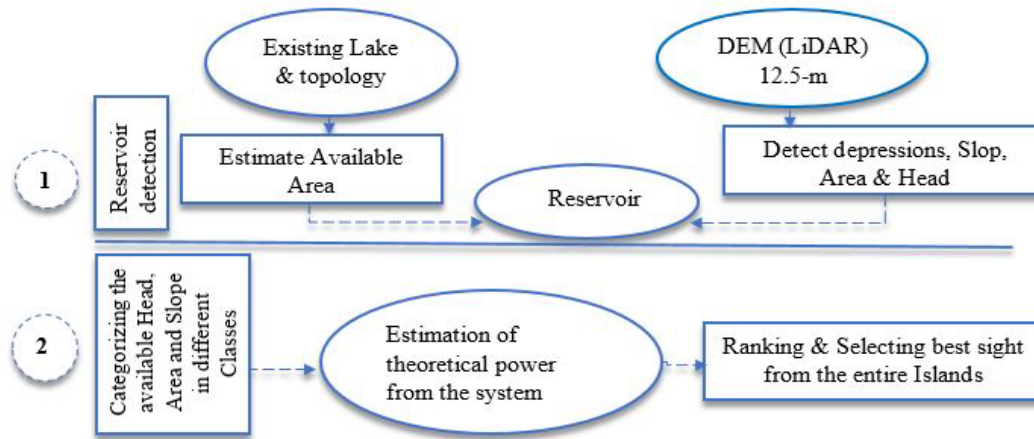 Existing Lake
& topology
DEM (LiDAR)
12.5-m
1
Reservoir
detection
Estimate Available
Area
Reservoir
Detect depressions, Slop,
Area & Head
2
Categorizing the
available Head,
Area and Slope
in different
Classes
Estimation of
theoretical power
from the system
Ranking & Selecting best sight
from the entire Islands